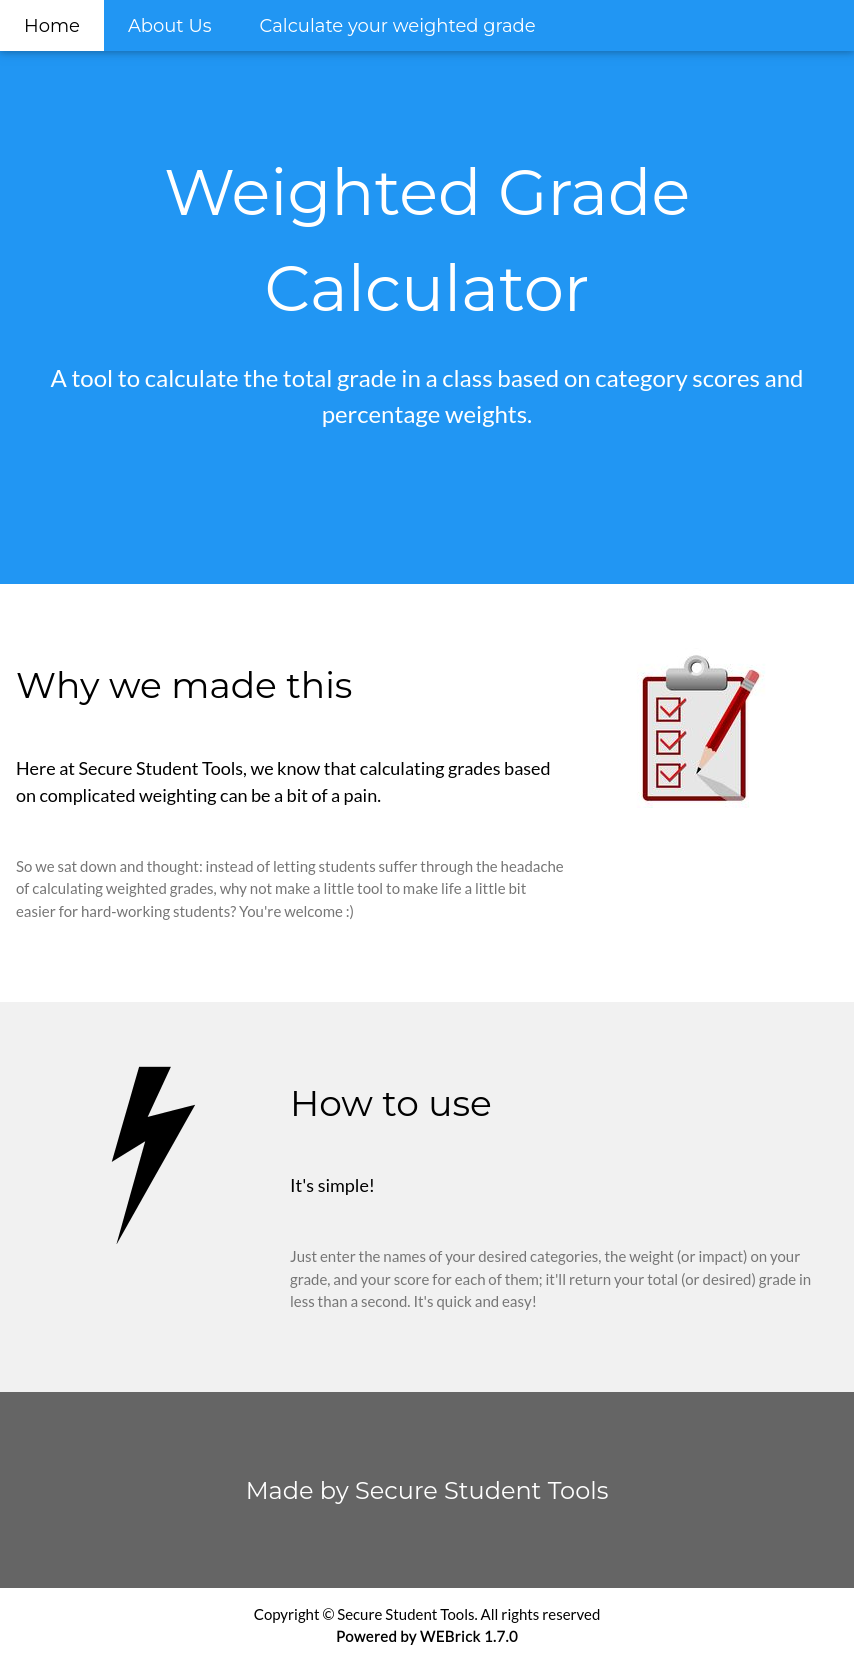 Home About Us Calculate your weighted grade
Weighted Grade
Calculator
A tool to calculate the total grade in a class based on category scores and
percentage weights.
Why we made this
Here at Secure Student Tools, we know that calculating grades based
on complicated weighting can be a bit of a pain.
So we sat down and thought: instead of letting students suffer through the headache
of calculating weighted grades, why not make a little tool to make life a little bit
easier for hard-working students? You're welcome :)
How to use
It's simple!
Just enter the names of your desired categories, the weight (or impact) on your
grade, and your score for each of them; it'll return your total (or desired) grade in
less than a second. It's quick and easy!
Made by Secure Student Tools
Copyright © Secure Student Tools. All rights reserved
Powered by WEBrick 1.7.0